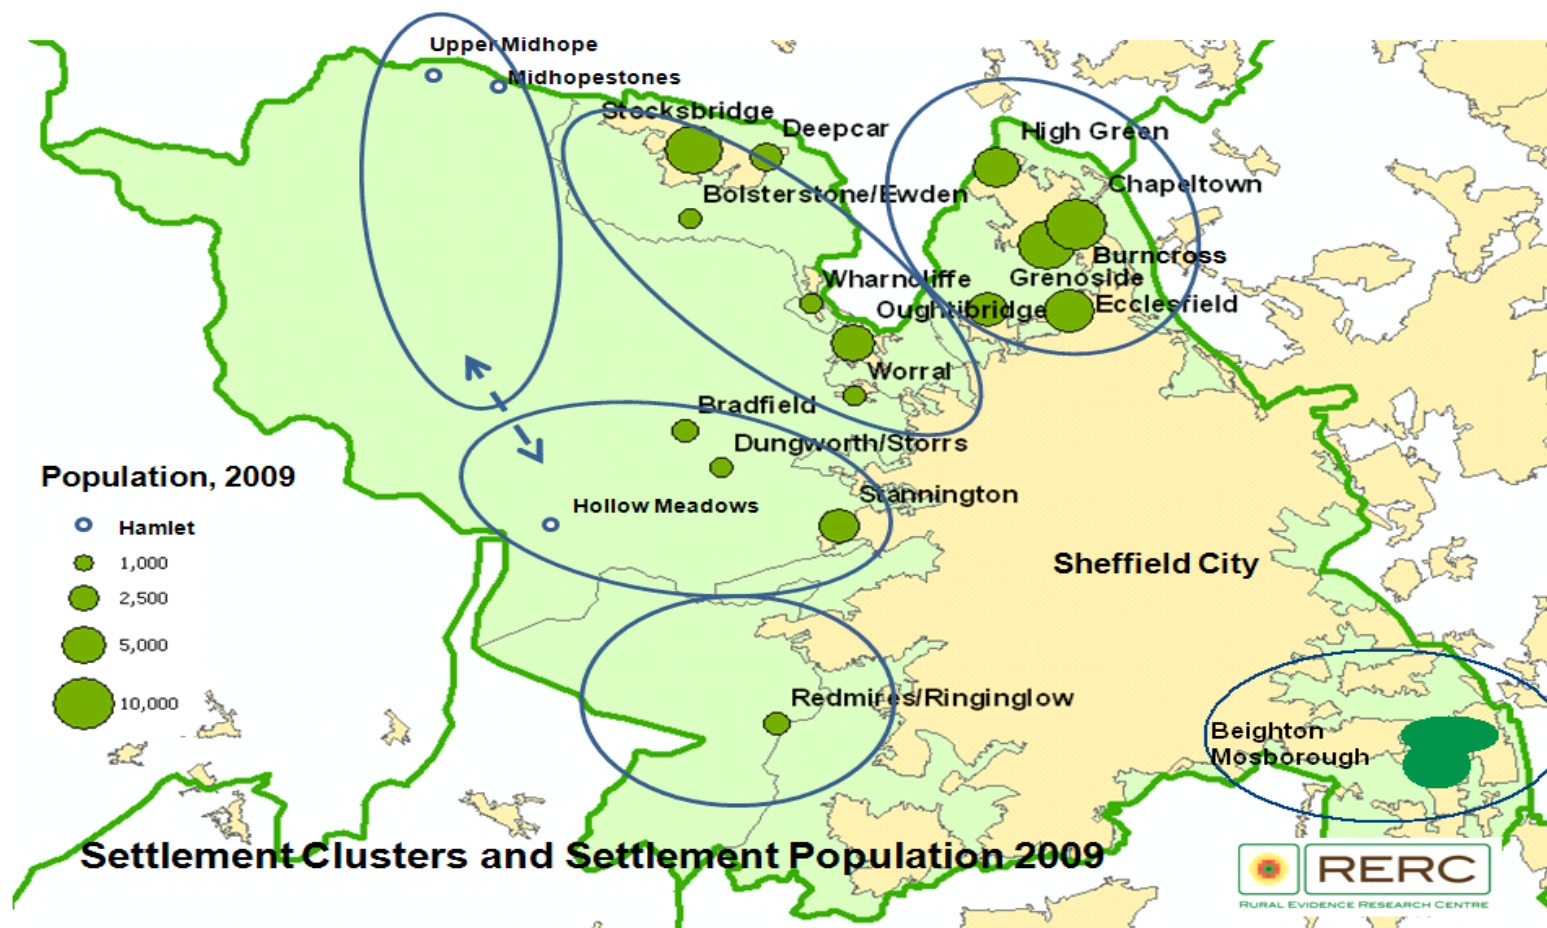 Upper Midhope
Midhopestones
Stocksbridge
Deepcar
High Green
Bolsterstone/Ewden
Chapeltown
Burncross
Wharncliffe
Grenoside
Oughtibridge
Ecclesfield
Worral
Bradfield
Dungworth/Storrs
Stannington
Hollow Meadows
Population, 2009
Hamlet
1,000
2,500
5,000
10,000
Sheffield City
Redmires/Ringinglow
Beighton
Mosborough
Settlement Clusters and Settlement Population 2009
RERC
RURAL EVIDENCE RESEARCH CENTRE